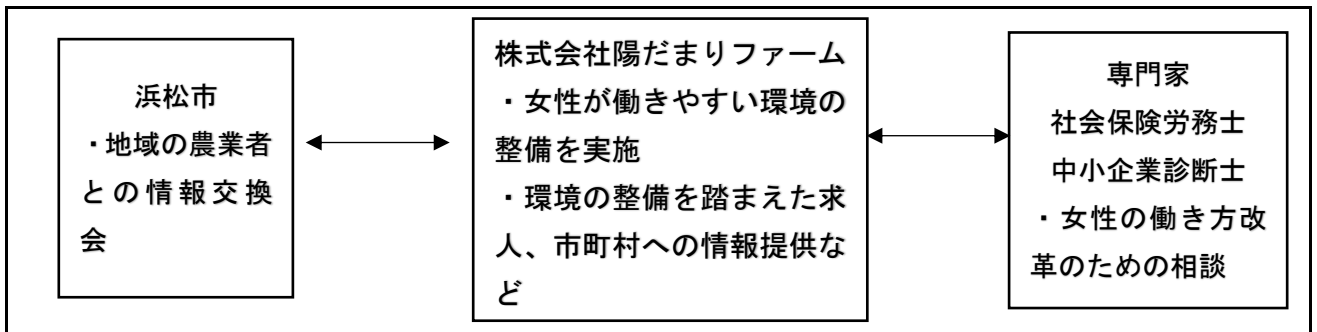 浜松市
・地域の農業者
との情報交換
会
株式会社陽だまりファーム
・女性が働きやすい環境の
整備を実施
・環境の整備を踏まえた求
人、市町村への情報提供な
ど
専門家
社会保険労務士
中小企業診断士
・女性の働き方改
革のための相談